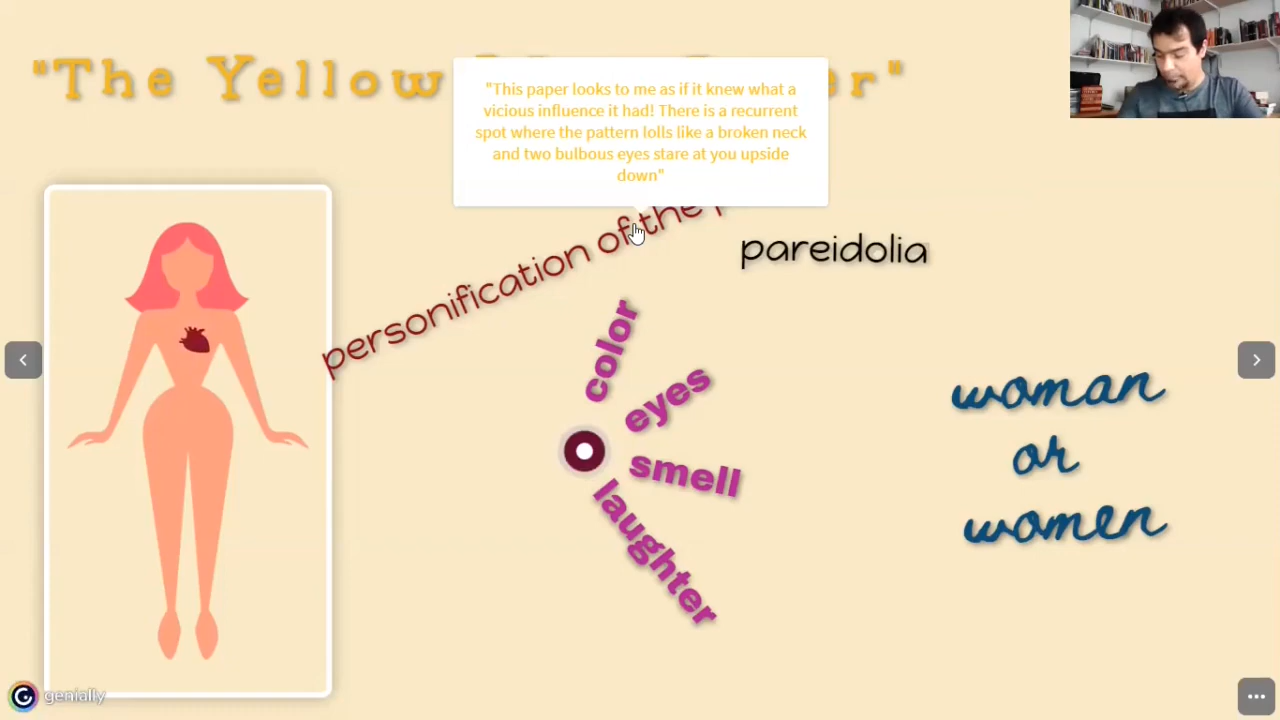 "The Yellow
er"
"This paper looks to me as if it knew what a
vicious influence it had! There is a recurrent
spot where the pattern lolls like a broken neck
and two bulbous eyes stare at you upside
down"
personification of the
pareidolia
color
eyes
smell
laughter
woman
or
women
genially